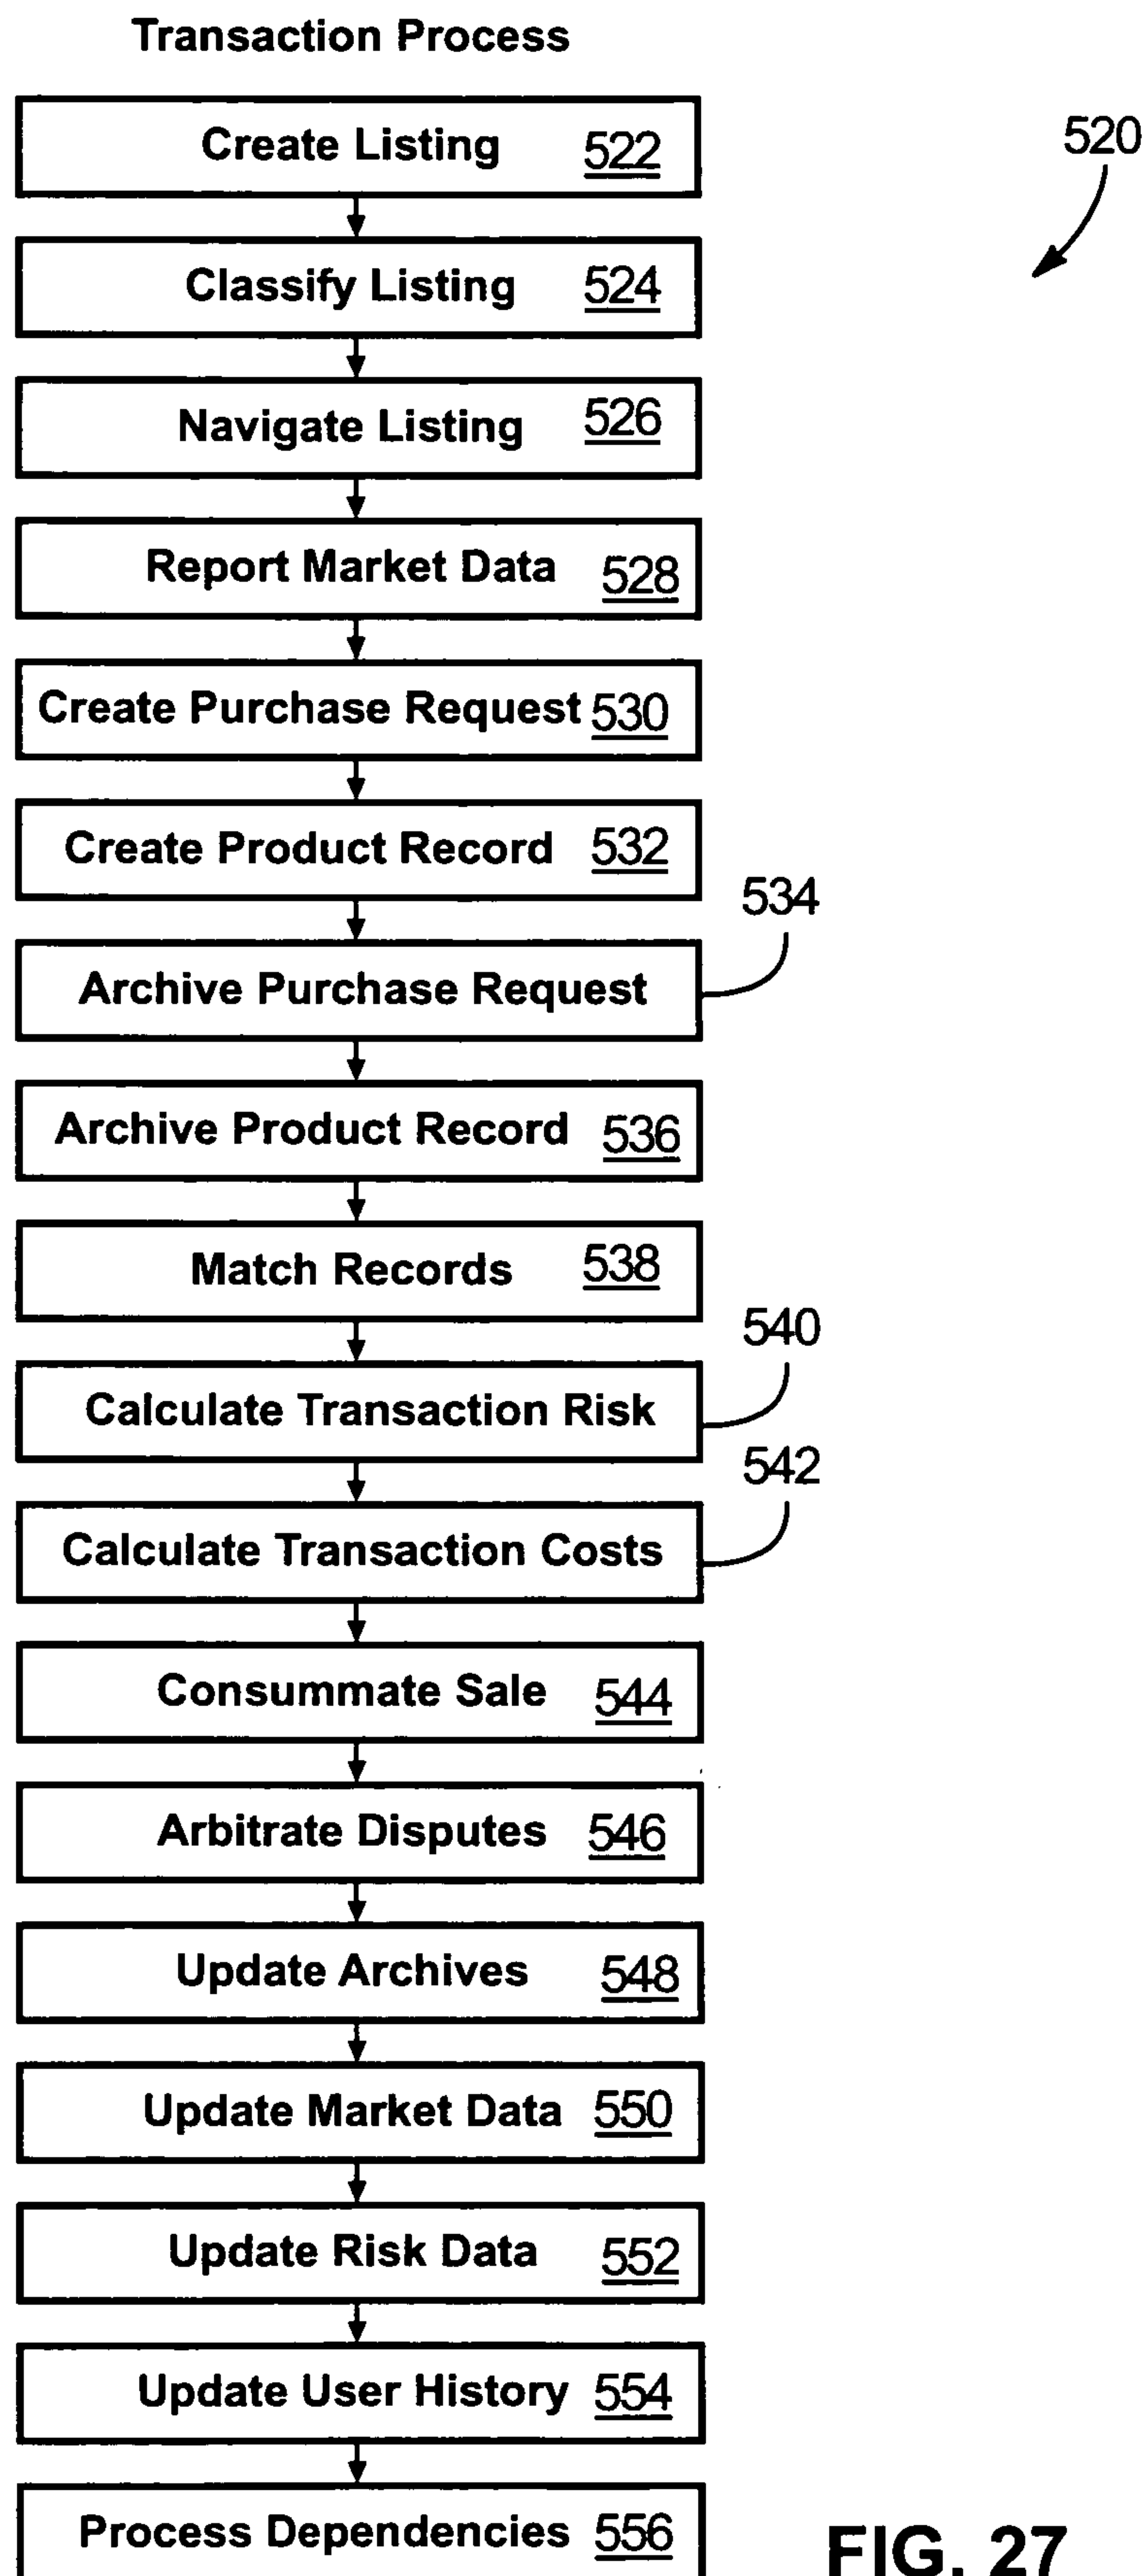 Transaction Process
520
Create Listing 522
Classify Listing 524
Navigate Listing 526
Report Market Data 528
Create Purchase Request 530
Create Product Record 532
534
Archive Purchase Request
Archive Product Record 536
Match Records 538
540
Calculate Transaction Risk
542
Calculate Transaction Costs
Consummate Sale 544
Arbitrate Disputes 546
Update Archives 548
Update Market Data 550
Update Risk Data 552
Update User History 554
Process Dependencies 556
FIG. 27